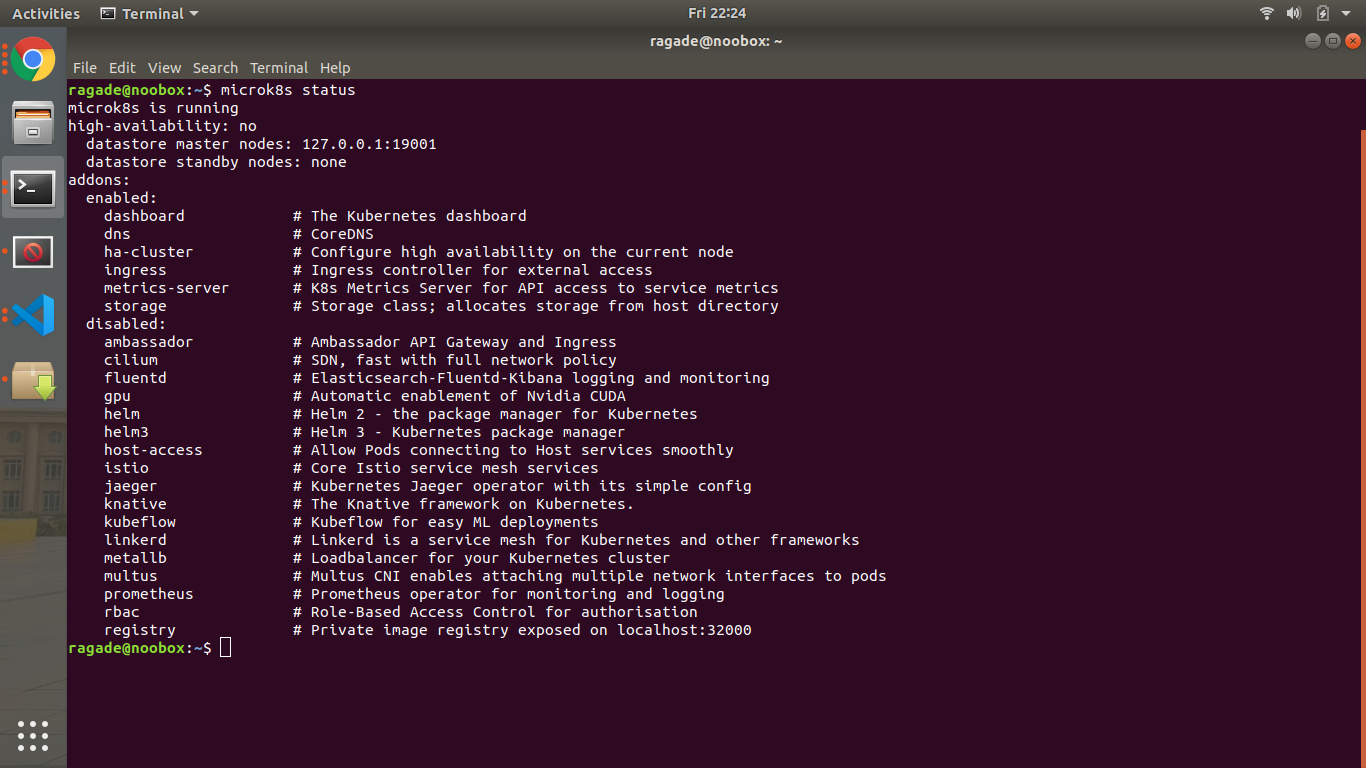 Activities Terminal Fri 22:24
ragade@noobox: ~
File Edit View Search Terminal Help
ragade@noobox:~$ microk8s status
microk8s is running
high-availability: no
  datastore master nodes: 127.0.0.1:19001
  datastore standby nodes: none
addons:
  enabled:
    dashboard            # The Kubernetes dashboard
    dns                  # CoreDNS
    ha-cluster           # Configure high availability on the current node
    ingress              # Ingress controller for external access
    metrics-server       # K8s Metrics Server for API access to service metrics
    storage              # Storage class; allocates storage from host directory
  disabled:
    ambassador           # Ambassador API Gateway and Ingress
    cilium               # SDN, fast with full network policy
    fluentd              # Elasticsearch-Fluentd-Kibana logging and monitoring
    gpu                  # Automatic enablement of Nvidia CUDA
    helm                 # Helm 2 - the package manager for Kubernetes
    helm3                # Helm 3 - Kubernetes package manager
    host-access          # Allow Pods connecting to Host services smoothly
    istio                # Core Istio service mesh services
    jaeger               # Kubernetes Jaeger operator with its simple config
    knative              # The Knative framework on Kubernetes.
    kubeflow             # Kubeflow for easy ML deployments
    linkerd              # Linkerd is a service mesh for Kubernetes and other frameworks
    metallb              # Loadbalancer for your Kubernetes cluster
    multus               # Multus CNI enables attaching multiple network interfaces to pods
    prometheus           # Prometheus operator for monitoring and logging
    rbac                 # Role-Based Access Control for authorisation
    registry             # Private image registry exposed on localhost:32000
ragade@noobox:~$